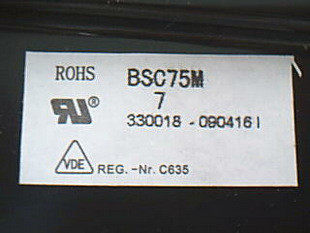 ROHS BSC75M
7
330018 - 090416 I
VDE REG. -Nr. C635